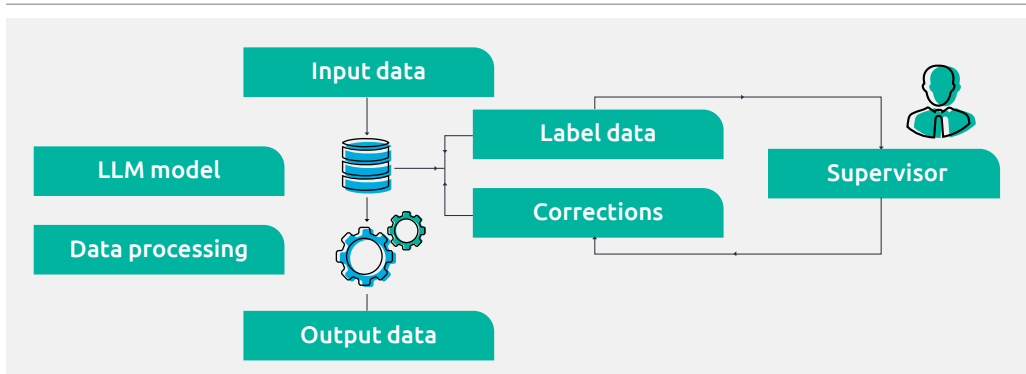 Input data
Label data
LLM model
Supervisor
Corrections
Data processing
Output data